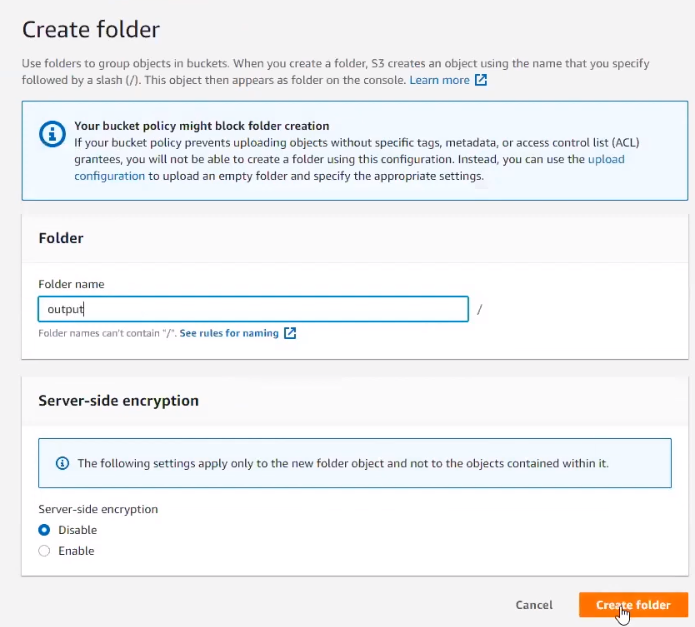 Create folder
Use folders to group objects in buckets. When you create a folder, S3 creates an object using the name that you specify
followed by a slash (/). This object then appears as folder on the console. Learn more
Your bucket policy might block folder creation
If your bucket policy prevents uploading objects without specific tags, metadata, or access control list (ACL)
grantees, you will not be able to create a folder using this configuration. Instead, you can use the upload
configuration to upload an empty folder and specify the appropriate settings.
Folder
Folder name
output /
Folder names can't contain "/". See rules for naming
Server-side encryption
The following settings apply only to the new folder object and not to the objects contained within it.
Server-side encryption
Disable
Enable
Cancel Create folder